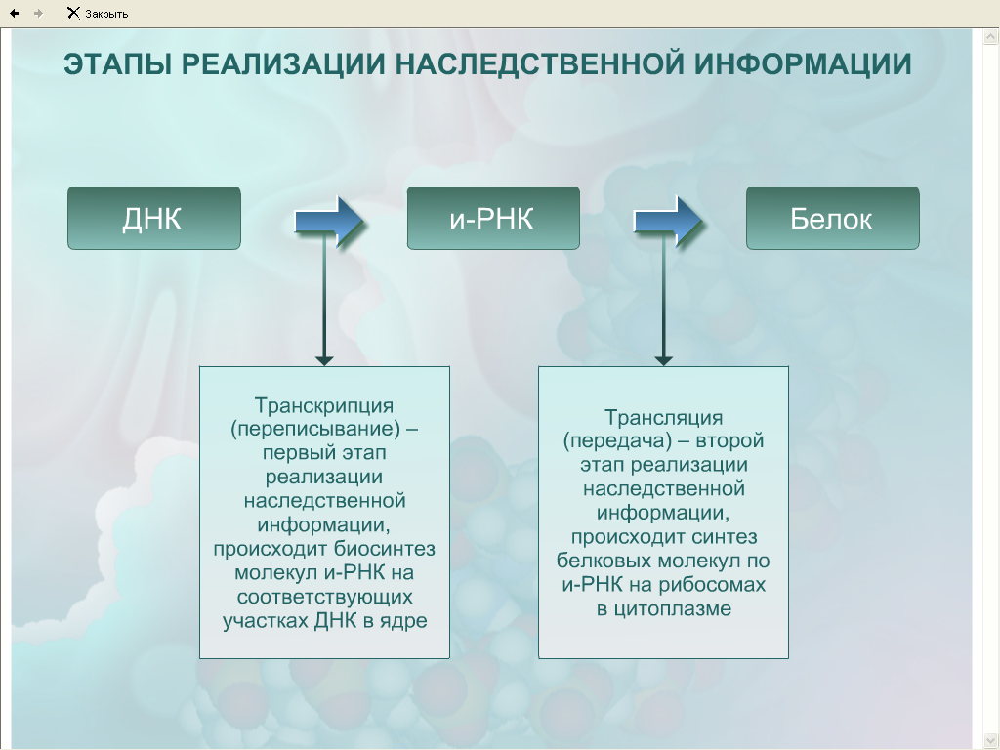 Закрыть
ЭТАПЫ РЕАЛИЗАЦИИ НАСЛЕДСТВЕННОЙ ИНФОРМАЦИИ
ДНК
и-РНК
Белок
Транскрипция
(переписывание) –
первый этап
реализации
наследственной
информации,
происходит биосинтез
молекул и-РНК на
соответствующих
участках ДНК в ядре
Трансляция
(передача) – второй
этап реализации
наследственной
информации,
происходит синтез
белковых молекул по
и-РНК на рибосомах
в цитоплазме